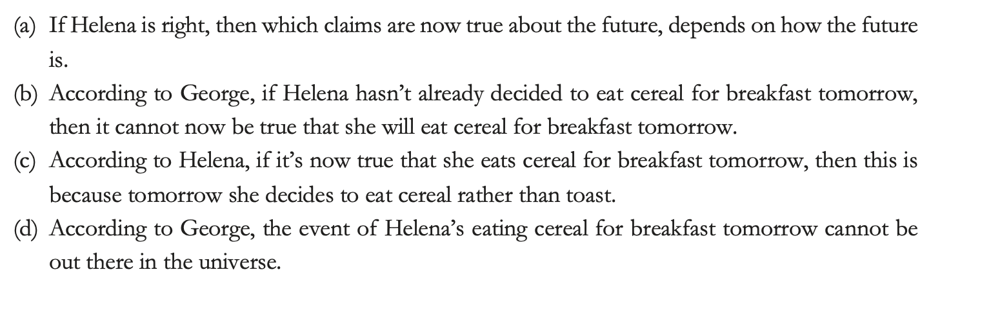 (a) If Helena is right, then which claims are now true about the future, depends on how the future
is.
(b) According to George, if Helena hasn’t already decided to eat cereal for breakfast tomorrow,
then it cannot now be true that she will eat cereal for breakfast tomorrow.
(c) According to Helena, if it’s now true that she eats cereal for breakfast tomorrow, then this is
because tomorrow she decides to eat cereal rather than toast.
(d) According to George, the event of Helena’s eating cereal for breakfast tomorrow cannot be
out there in the universe.